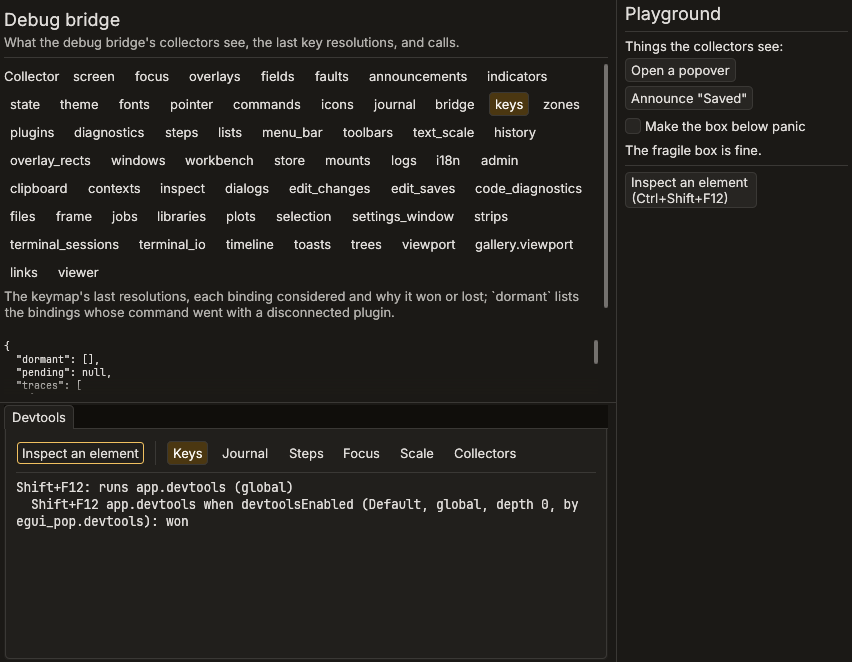 Debug bridge
What the debug bridge's collectors see, the last key resolutions, and calls.
Collector screen focus overlays fields faults announcements indicators
state theme fonts pointer commands icons journal bridge keys zones
plugins diagnostics steps lists menu_bar toolbars text_scale history
overlay_rects windows workbench store mounts logs i18n admin
clipboard contexts inspect dialogs edit_changes edit_saves code_diagnostics
files frame jobs libraries plots selection settings_window strips
terminal_sessions terminal_io timeline toasts trees viewport gallery.viewport
links viewer
The keymap's last resolutions, each binding considered and why it won or lost; `dormant` lists
the bindings whose command went with a disconnected plugin.
{
"dormant": [],
"pending": null,
"traces": [
Devtools
Inspect an element Keys Journal Steps Focus Scale Collectors
Shift+F12: runs app.devtools (global)
Shift+F12 app.devtools when devtoolsEnabled (Default, global, depth 0, by
egui_pop.devtools): won
Playground
Things the collectors see:
Open a popover
Announce "Saved"
Make the box below panic
The fragile box is fine.
Inspect an element
(Ctrl+Shift+F12)